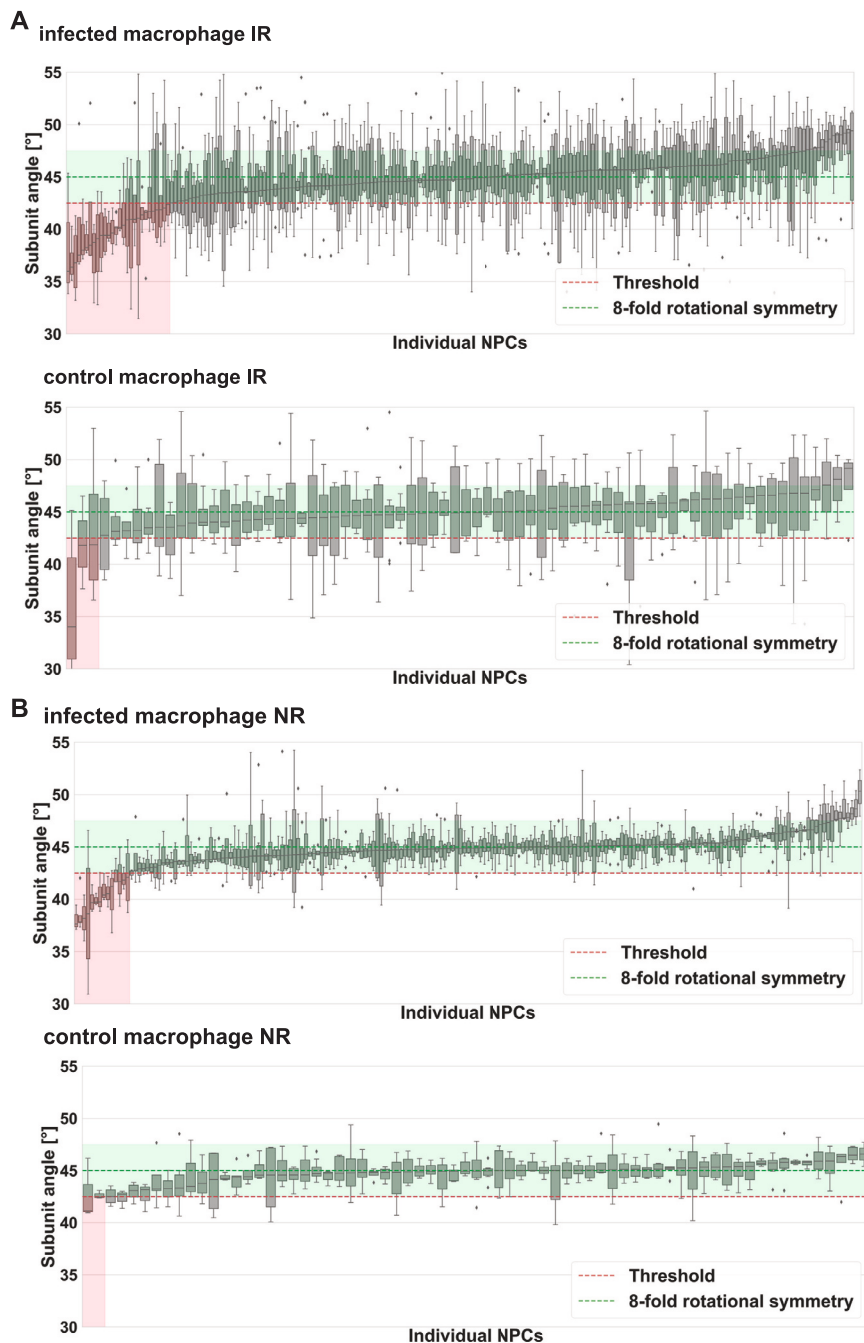 A
infected macrophage IR
55
50
45
40
35
30
Subunit angle [°]
Threshold
8-fold rotational symmetry
Individual NPCs
control macrophage IR
55
50
45
40
35
30
Subunit angle [°]
Threshold
8-fold rotational symmetry
Individual NPCs
B
infected macrophage NR
55
50
45
40
35
30
Subunit angle [°]
Threshold
8-fold rotational symmetry
Individual NPCs
control macrophage NR
55
50
45
40
35
30
Subunit angle [°]
Threshold
8-fold rotational symmetry
Individual NPCs